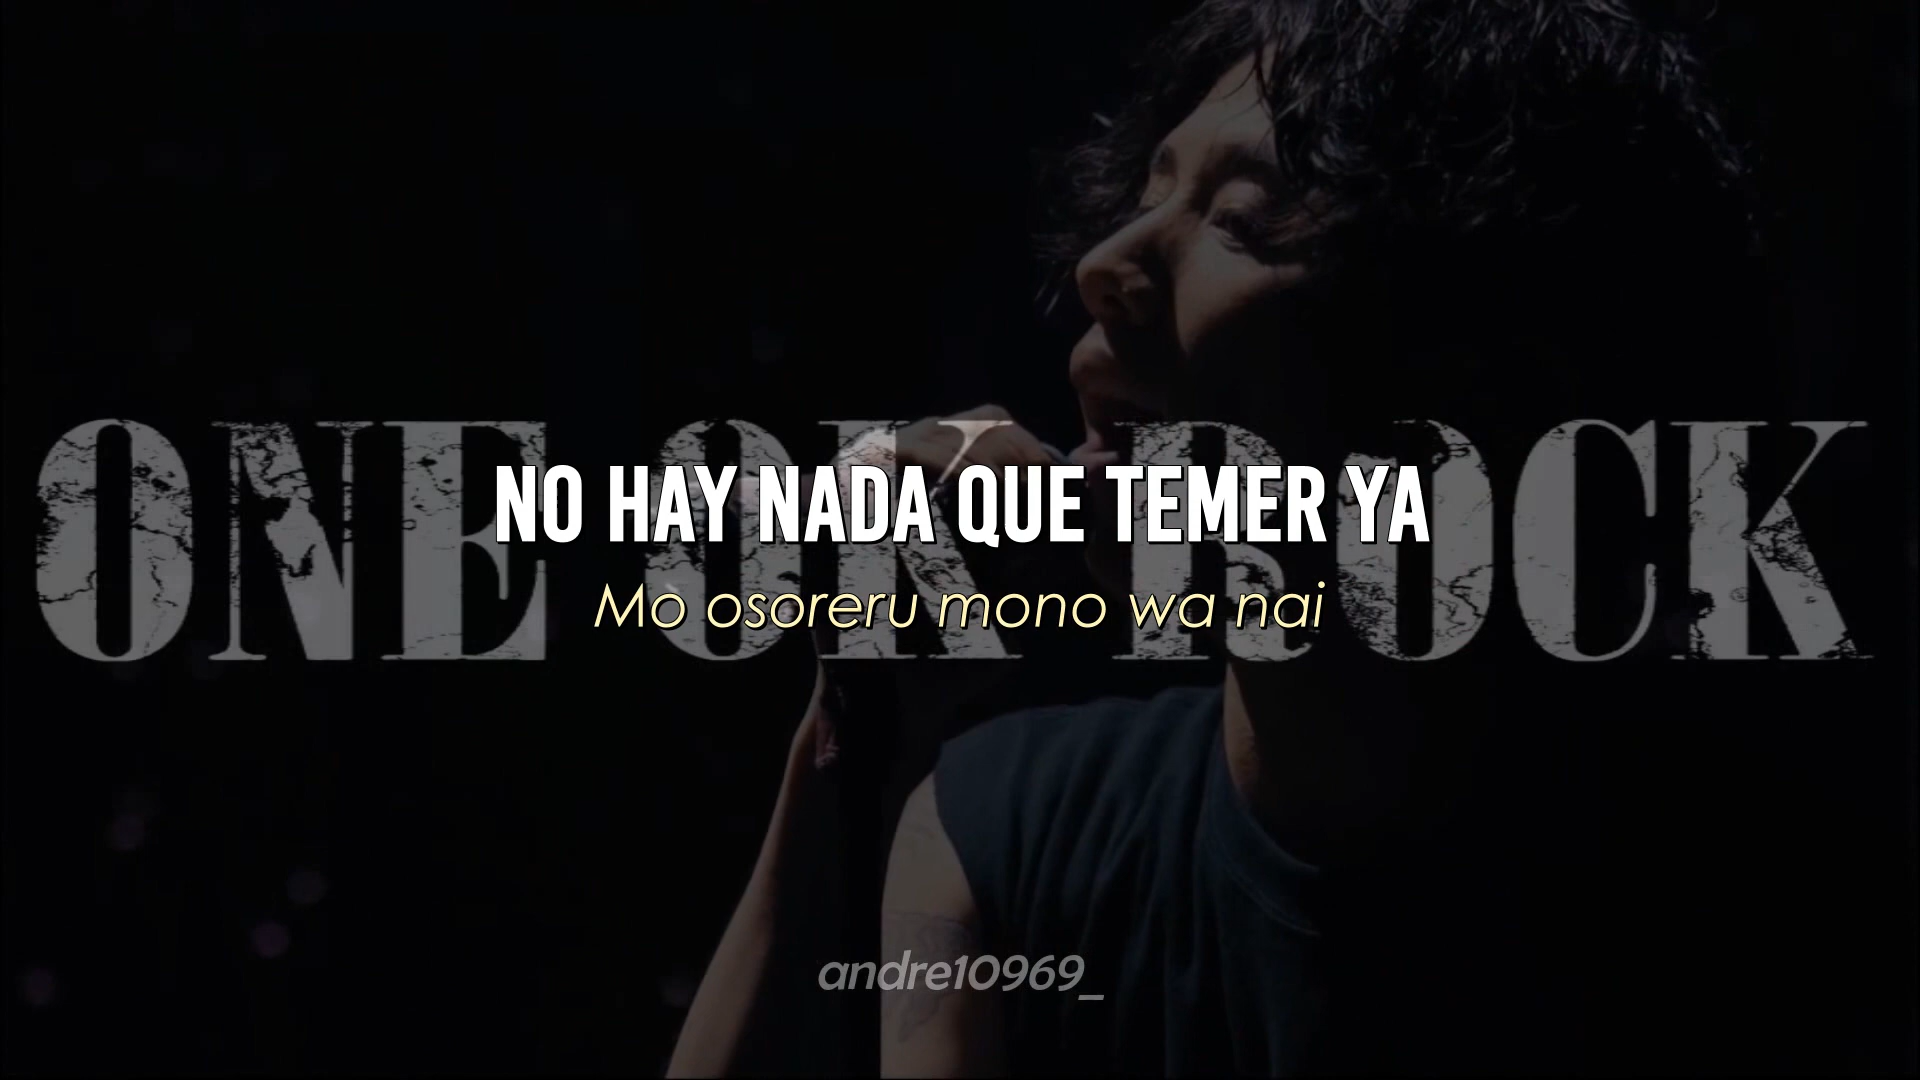 ONE OK ROCK
NO HAY NADA QUE TEMER YA
Mo osoreru mono wa nai
andre10969_